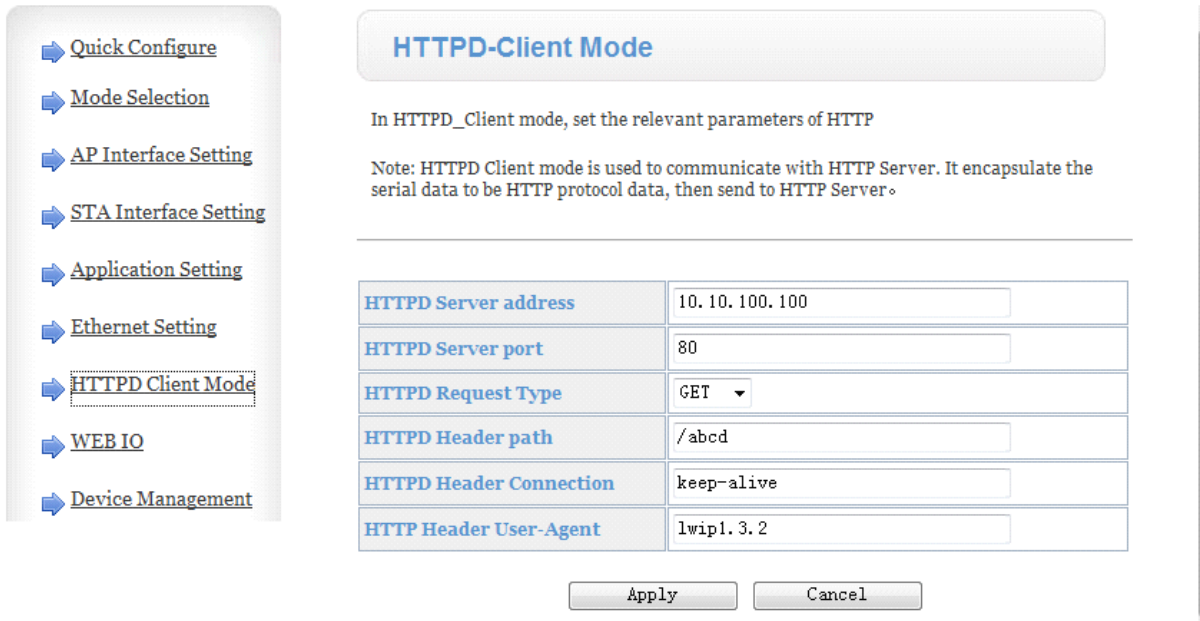 Quick Configure
Mode Selection
AP Interface Setting
STA Interface Setting
Application Setting
Ethernet Setting
HTTPD Client Mode
WEB IO
Device Management
HTTPD-Client Mode
In HTTPD_Client mode, set the relevant parameters of HTTP
Note: HTTPD Client mode is used to communicate with HTTP Server. It encapsulate the
serial data to be HTTP protocol data, then send to HTTP Server。
HTTPD Server address 10.10.100.100
HTTPD Server port 80
HTTPD Request Type GET
HTTPD Header path /abcd
HTTPD Header Connection keep-alive
HTTP Header User-Agent lwip1.3.2
Apply Cancel